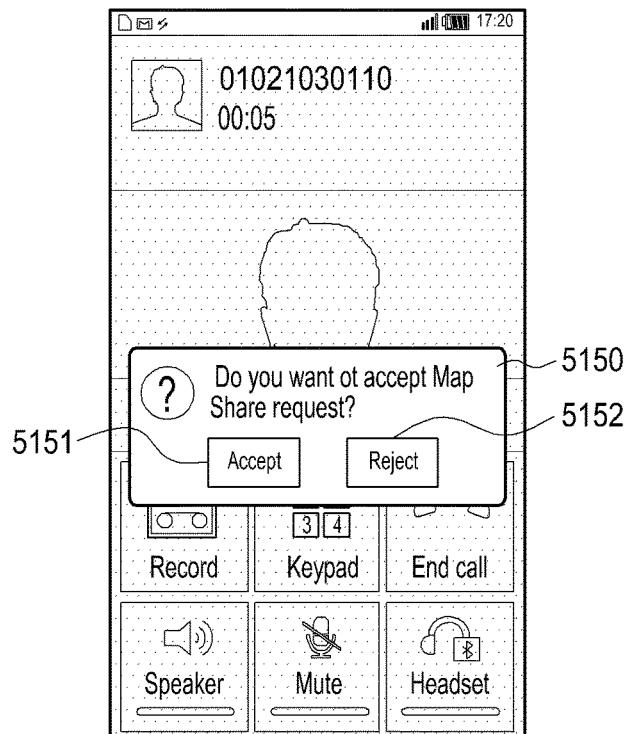 17:20
01021030110
00:05
Do you want ot accept Map
Share request?
Accept
Reject
5150
5152
5151
3 4
Record
Keypad
End call
Speaker
Mute
Headset